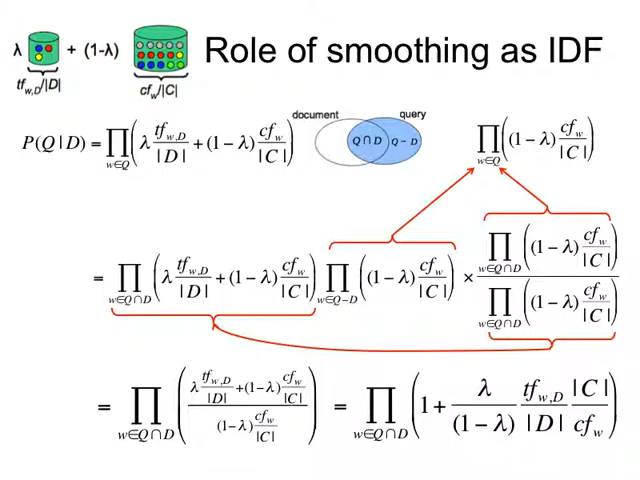 λ + (1-λ) Role of smoothing as IDF
tf_{w,D}/|D| cf_w/|C|
document query
Q∩D Q − D
P(Q | D) = ∏_{w∈Q} (λ tf_{w,D}/|D| + (1 − λ) cf_w/|C|) ∏_{w∈Q} ((1 − λ) cf_w/|C|)
= ∏_{w∈Q∩D} (λ tf_{w,D}/|D| + (1 − λ) cf_w/|C|) ∏_{w∈Q−D} ((1 − λ) cf_w/|C|) × ∏_{w∈Q∩D} ((1 − λ) cf_w/|C|) / ∏_{w∈Q∩D} ((1 − λ) cf_w/|C|)
= ∏_{w∈Q∩D} ((λ tf_{w,D}/|D| + (1−λ) cf_w/|C|) / ((1−λ) cf_w/|C|)) = ∏_{w∈Q∩D} (1 + λ/(1 − λ) tf_{w,D}/|D| |C|/cf_w)